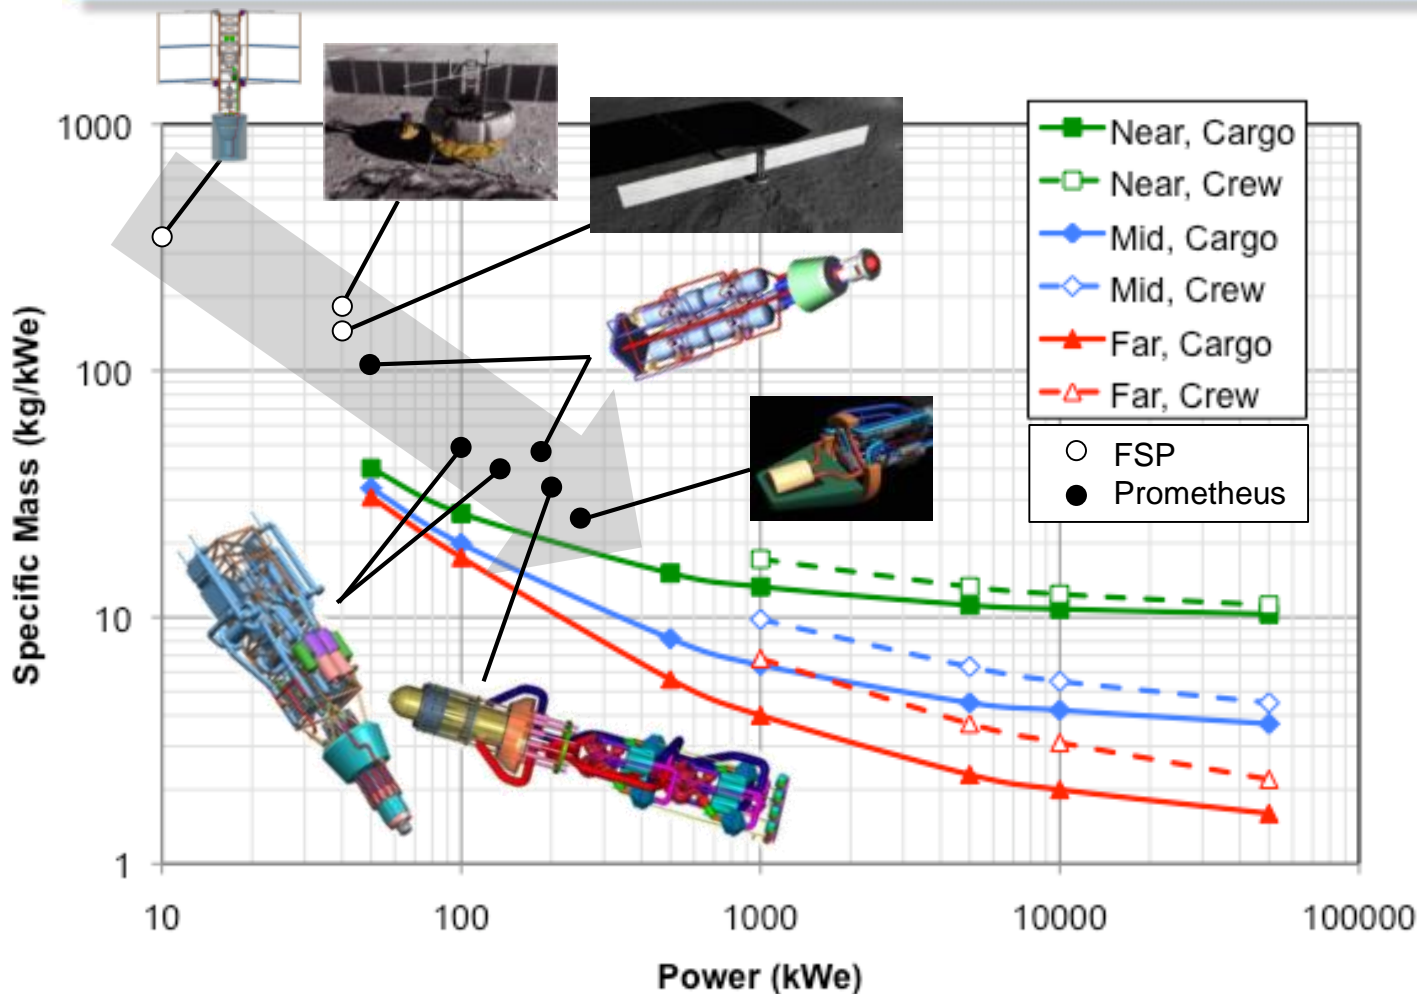 1000
100
10
1
Specific Mass (kg/kWe)
10
100
1000
10000
100000
Power (kWe)
Near, Cargo
Near, Crew
Mid, Cargo
Mid, Crew
Far, Cargo
Far, Crew
FSP
Prometheus